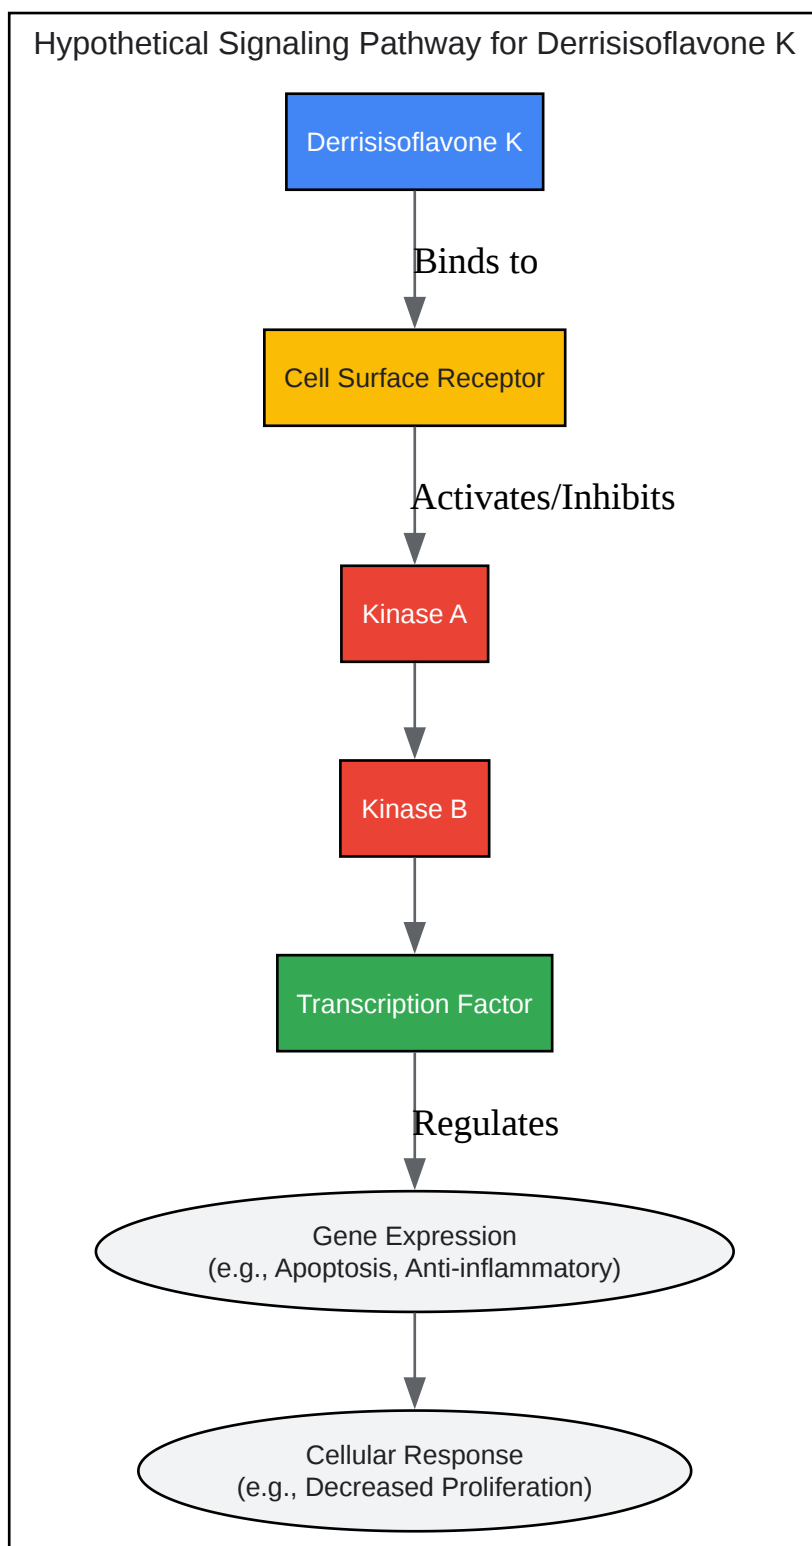 Hypothetical Signaling Pathway for Derrisisoflavone K
Derrisisoflavone K
Binds to
Cell Surface Receptor
Activates/Inhibits
Kinase A
Kinase B
Transcription Factor
Regulates
Gene Expression
(e.g., Apoptosis, Anti-inflammatory)
Cellular Response
(e.g., Decreased Proliferation)